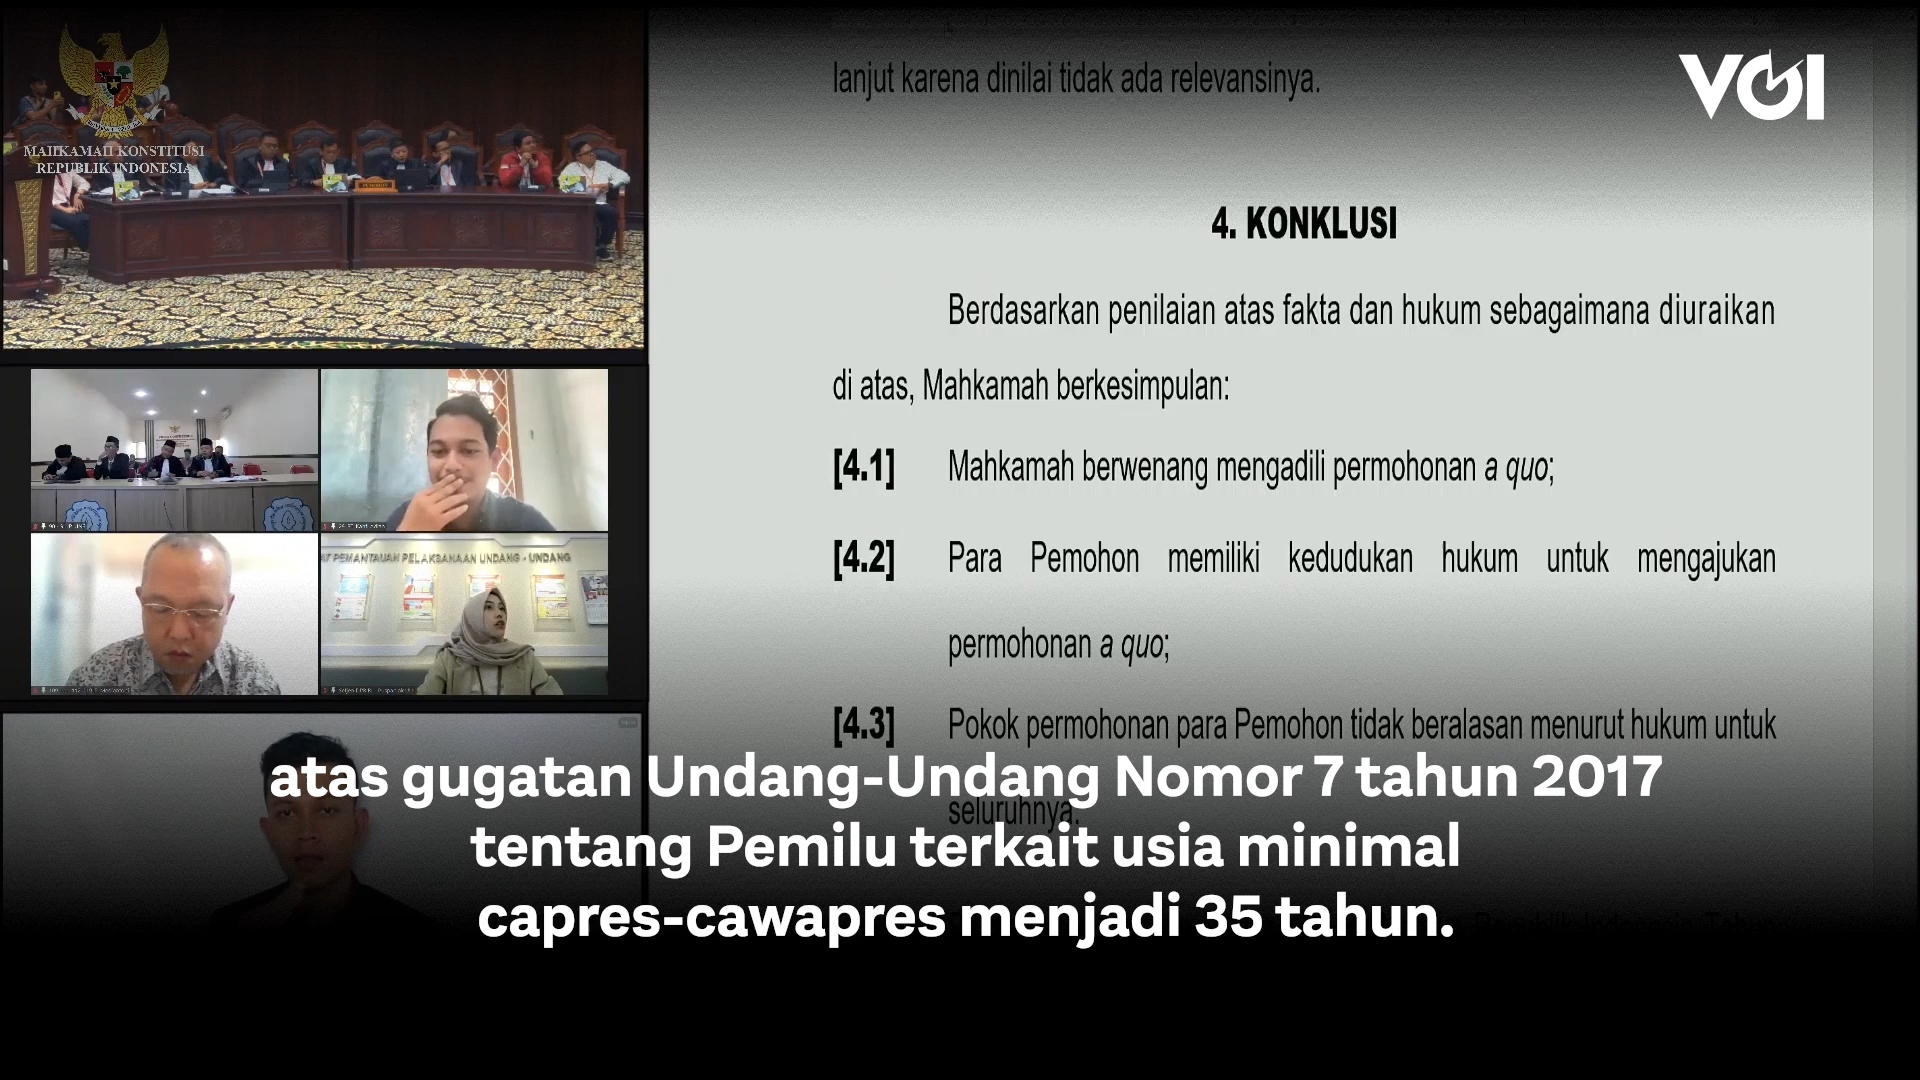 MAHKAMAH KONSTITUSI
REPUBLIK INDONESIA
VOI
lanjut karena dinilai tidak ada relevansinya.
4. KONKLUSI
Berdasarkan penilaian atas fakta dan hukum sebagaimana diuraikan
di atas, Mahkamah berkesimpulan:
[4.1] Mahkamah berwenang mengadili permohonan a quo;
[4.2] Para Pemohon memiliki kedudukan hukum untuk mengajukan
permohonan a quo;
[4.3] Pokok permohonan para Pemohon tidak beralasan menurut hukum untuk
seluruhnya.
PEMANTAUAN PELAKSANAAN UNDANG - UNDANG
atas gugatan Undang-Undang Nomor 7 tahun 2017
tentang Pemilu terkait usia minimal
capres-cawapres menjadi 35 tahun.